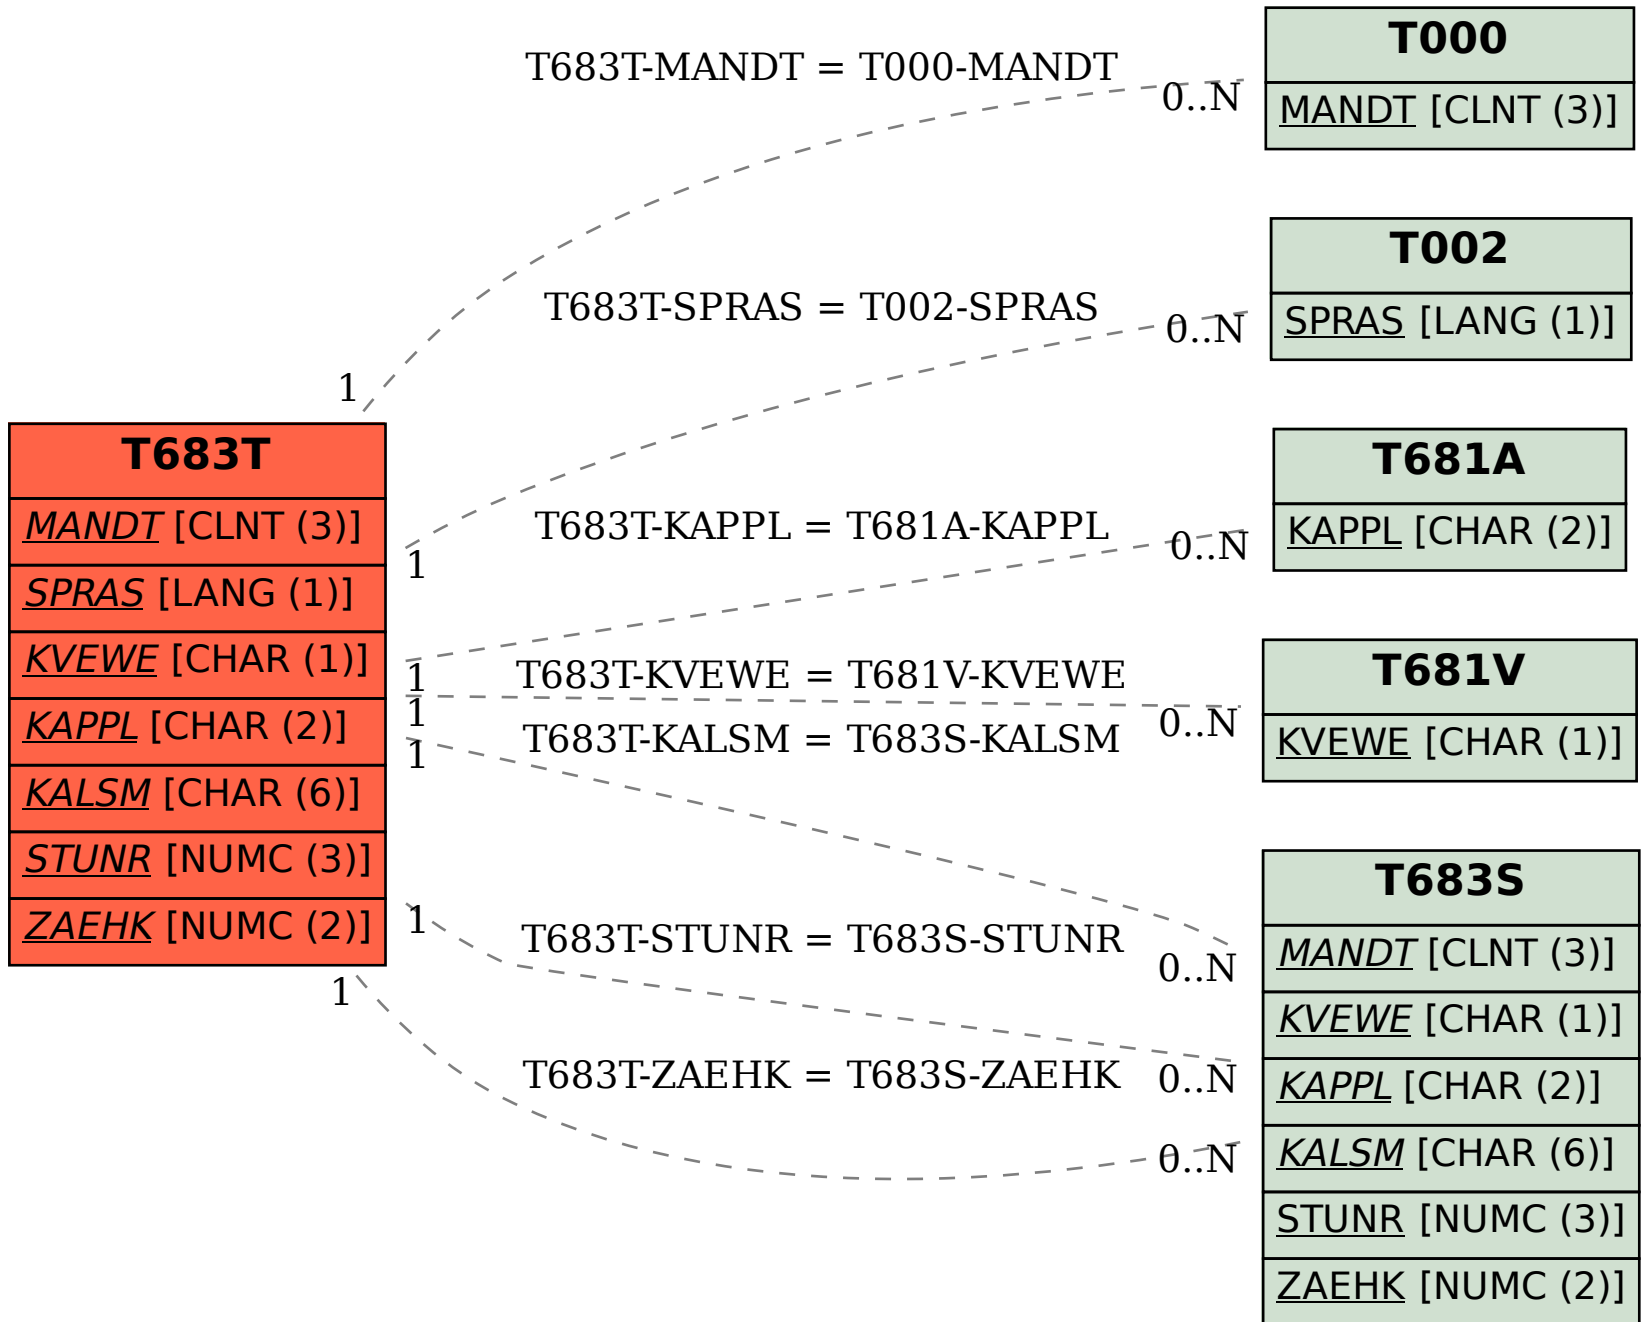 T683T
MANDT [CLNT (3)]
SPRAS [LANG (1)]
KVEWE [CHAR (1)]
KAPPL [CHAR (2)]
KALSM [CHAR (6)]
STUNR [NUMC (3)]
ZAEHK [NUMC (2)]
T683T-MANDT = T000-MANDT
0..N
1
T683T-SPRAS = T002-SPRAS
0..N
1
T683T-KAPPL = T681A-KAPPL
0..N
1
T683T-KVEWE = T681V-KVEWE
0..N
1
T683T-KALSM = T683S-KALSM
0..N
1
T683T-STUNR = T683S-STUNR
0..N
1
T683T-ZAEHK = T683S-ZAEHK
0..N
1
T000
MANDT [CLNT (3)]
T002
SPRAS [LANG (1)]
T681A
KAPPL [CHAR (2)]
T681V
KVEWE [CHAR (1)]
T683S
MANDT [CLNT (3)]
KVEWE [CHAR (1)]
KAPPL [CHAR (2)]
KALSM [CHAR (6)]
STUNR [NUMC (3)]
ZAEHK [NUMC (2)]